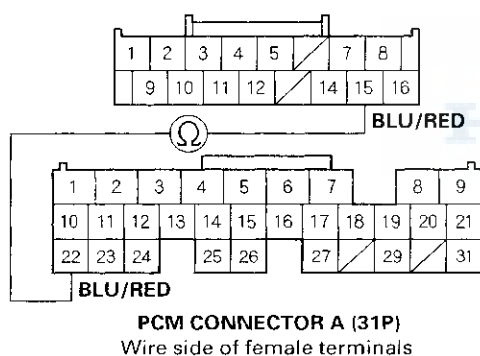 1 2 3 4 5 7 8
9 10 11 12 14 15 16
BLU/RED
Ω
1 2 3 4 5 6 7 8 9
10 11 12 13 14 15 16 17 18 19 20 21
22 23 24 25 26 27 29 31
BLU/RED
PCM CONNECTOR A (31P)
Wire side of female terminals